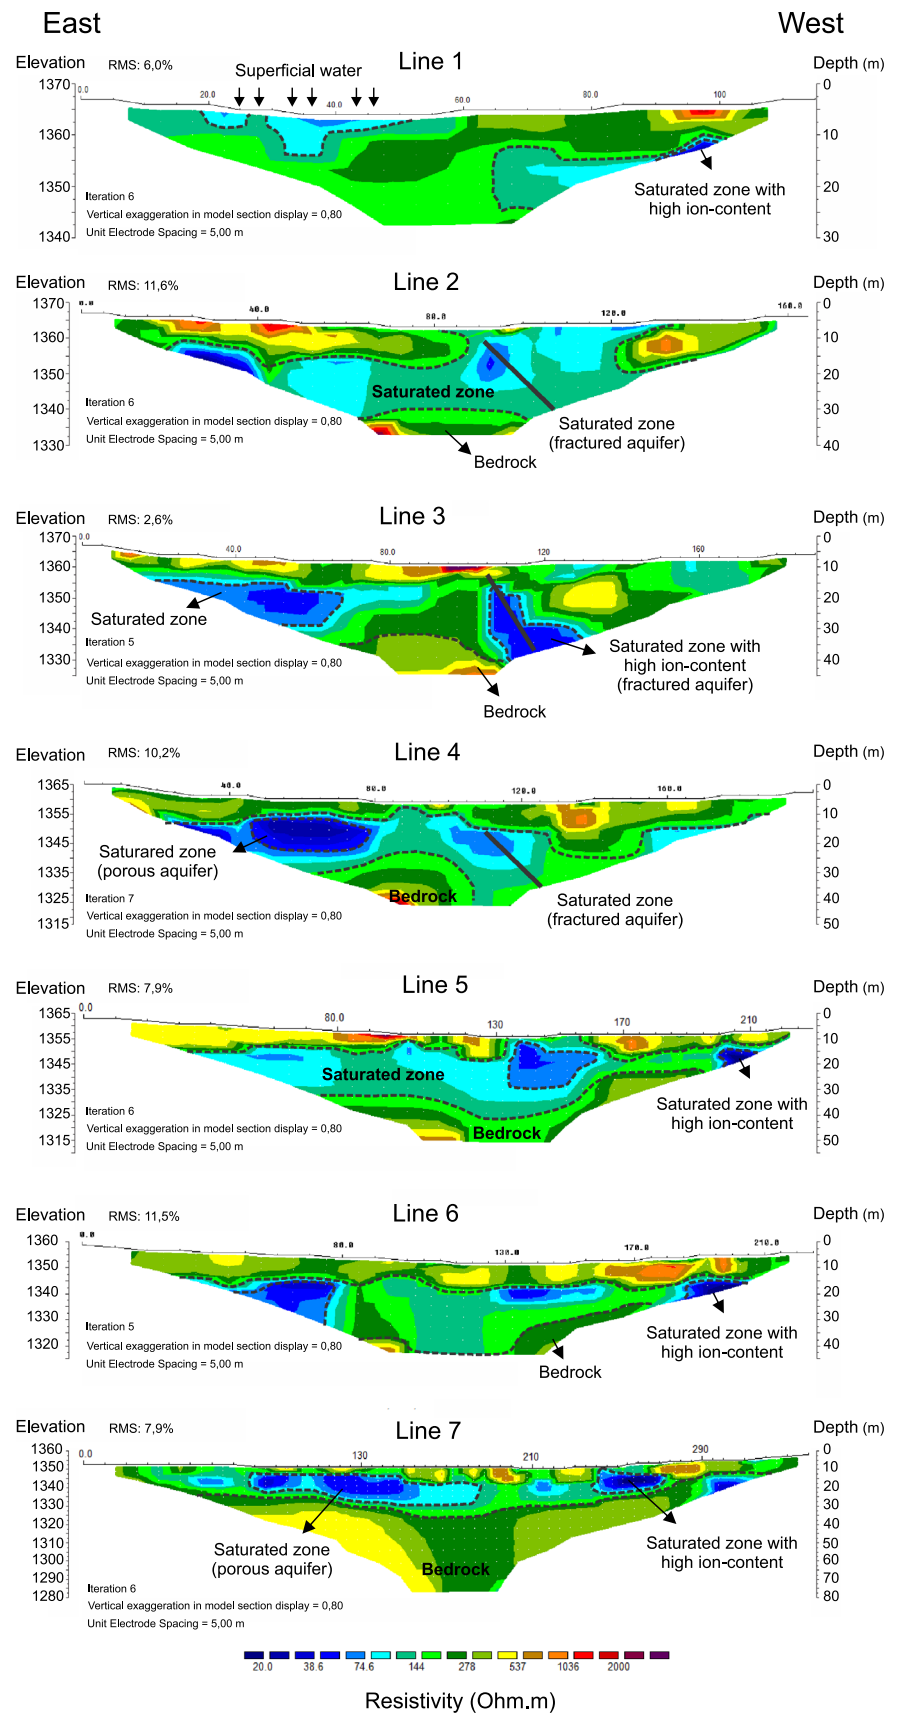 East
West
Elevation
RMS: 6,0%
Superficial water
Line 1
Depth (m)
0.0
20.0
40.0
60.0
80.0
100
1370
1360
1350
1340
0
10
20
30
Saturated zone with
high ion-content
Iteration 6
Vertical exaggeration in model section display = 0,80
Unit Electrode Spacing = 5,00 m
Elevation
RMS: 11,6%
Line 2
Depth (m)
0.0
40.0
80.0
120.0
160.0
1370
1360
1350
1340
1330
0
10
20
30
40
Saturated zone
Saturated zone
(fractured aquifer)
Bedrock
Iteration 6
Vertical exaggeration in model section display = 0,80
Unit Electrode Spacing = 5,00 m
Elevation
RMS: 2,6%
Line 3
Depth (m)
0.0
40.0
80.0
120
160
1370
1360
1350
1340
1330
0
10
20
30
40
Saturated zone
Saturated zone with
high ion-content
(fractured aquifer)
Bedrock
Iteration 5
Vertical exaggeration in model section display = 0,80
Unit Electrode Spacing = 5,00 m
Elevation
RMS: 10,2%
Line 4
Depth (m)
40.0
80.0
120.0
160.0
1365
1355
1345
1335
1325
1315
0
10
20
30
40
50
Saturared zone
(porous aquifer)
Bedrock
Saturated zone
(fractured aquifer)
Iteration 7
Vertical exaggeration in model section display = 0,80
Unit Electrode Spacing = 5,00 m
Elevation
RMS: 7,9%
Line 5
Depth (m)
0.0
80.0
130
170
210
1365
1355
1345
1335
1325
1315
0
10
20
30
40
50
Saturated zone
Saturated zone with
high ion-content
Bedrock
Iteration 6
Vertical exaggeration in model section display = 0,80
Unit Electrode Spacing = 5,00 m
Elevation
RMS: 11,5%
Line 6
Depth (m)
0.0
80.0
130.0
170.0
210.0
1360
1350
1340
1330
1320
0
10
20
30
40
Saturated zone with
high ion-content
Bedrock
Iteration 5
Vertical exaggeration in model section display = 0,80
Unit Electrode Spacing = 5,00 m
Elevation
RMS: 7,9%
Line 7
Depth (m)
0.0
130
210
290
1360
1350
1340
1330
1320
1310
1300
1290
1280
0
10
20
30
40
50
60
70
80
Saturated zone
(porous aquifer)
Bedrock
Saturated zone with
high ion-content
Iteration 6
Vertical exaggeration in model section display = 0,80
Unit Electrode Spacing = 5,00 m
20.0
38.6
74.6
144
278
537
1036
2000
Resistivity (Ohm.m)